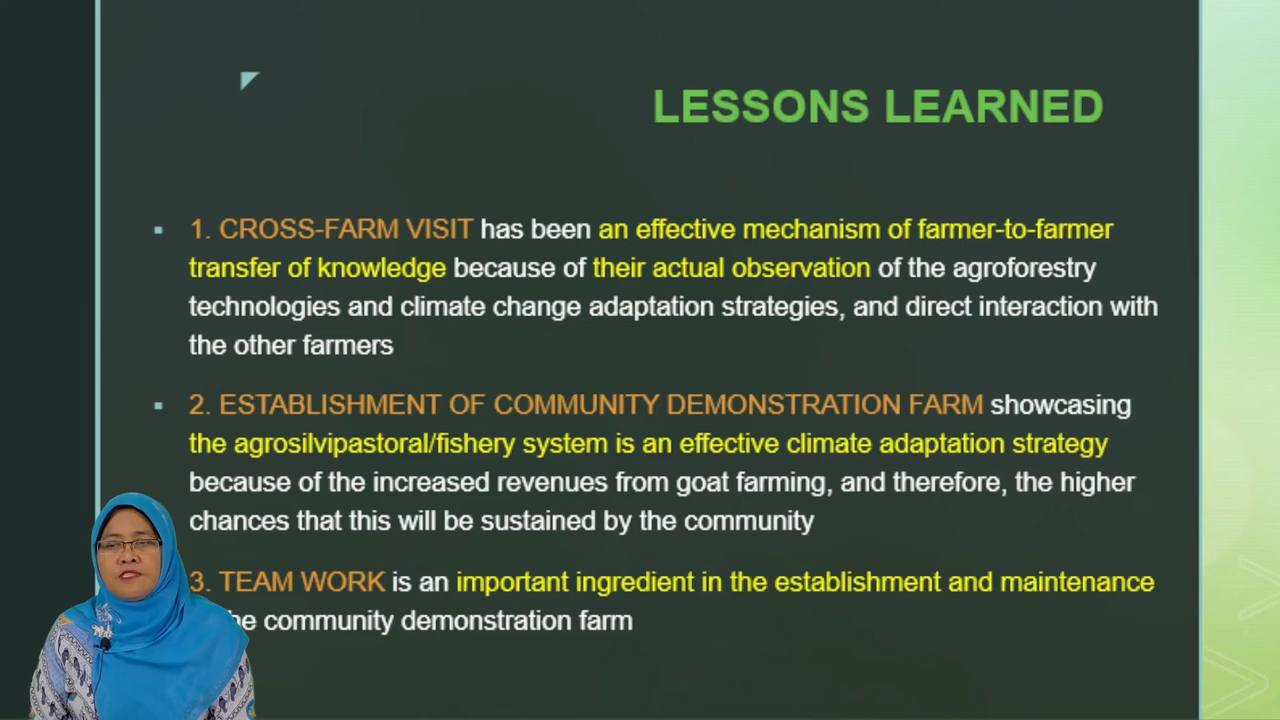 LESSONS LEARNED
1. CROSS-FARM VISIT has been an effective mechanism of farmer-to-farmer
transfer of knowledge because of their actual observation of the agroforestry
technologies and climate change adaptation strategies, and direct interaction with
the other farmers
2. ESTABLISHMENT OF COMMUNITY DEMONSTRATION FARM showcasing
the agrosilvipastoral/fishery system is an effective climate adaptation strategy
because of the increased revenues from goat farming, and therefore, the higher
chances that this will be sustained by the community
3. TEAM WORK is an important ingredient in the establishment and maintenance
community demonstration farm